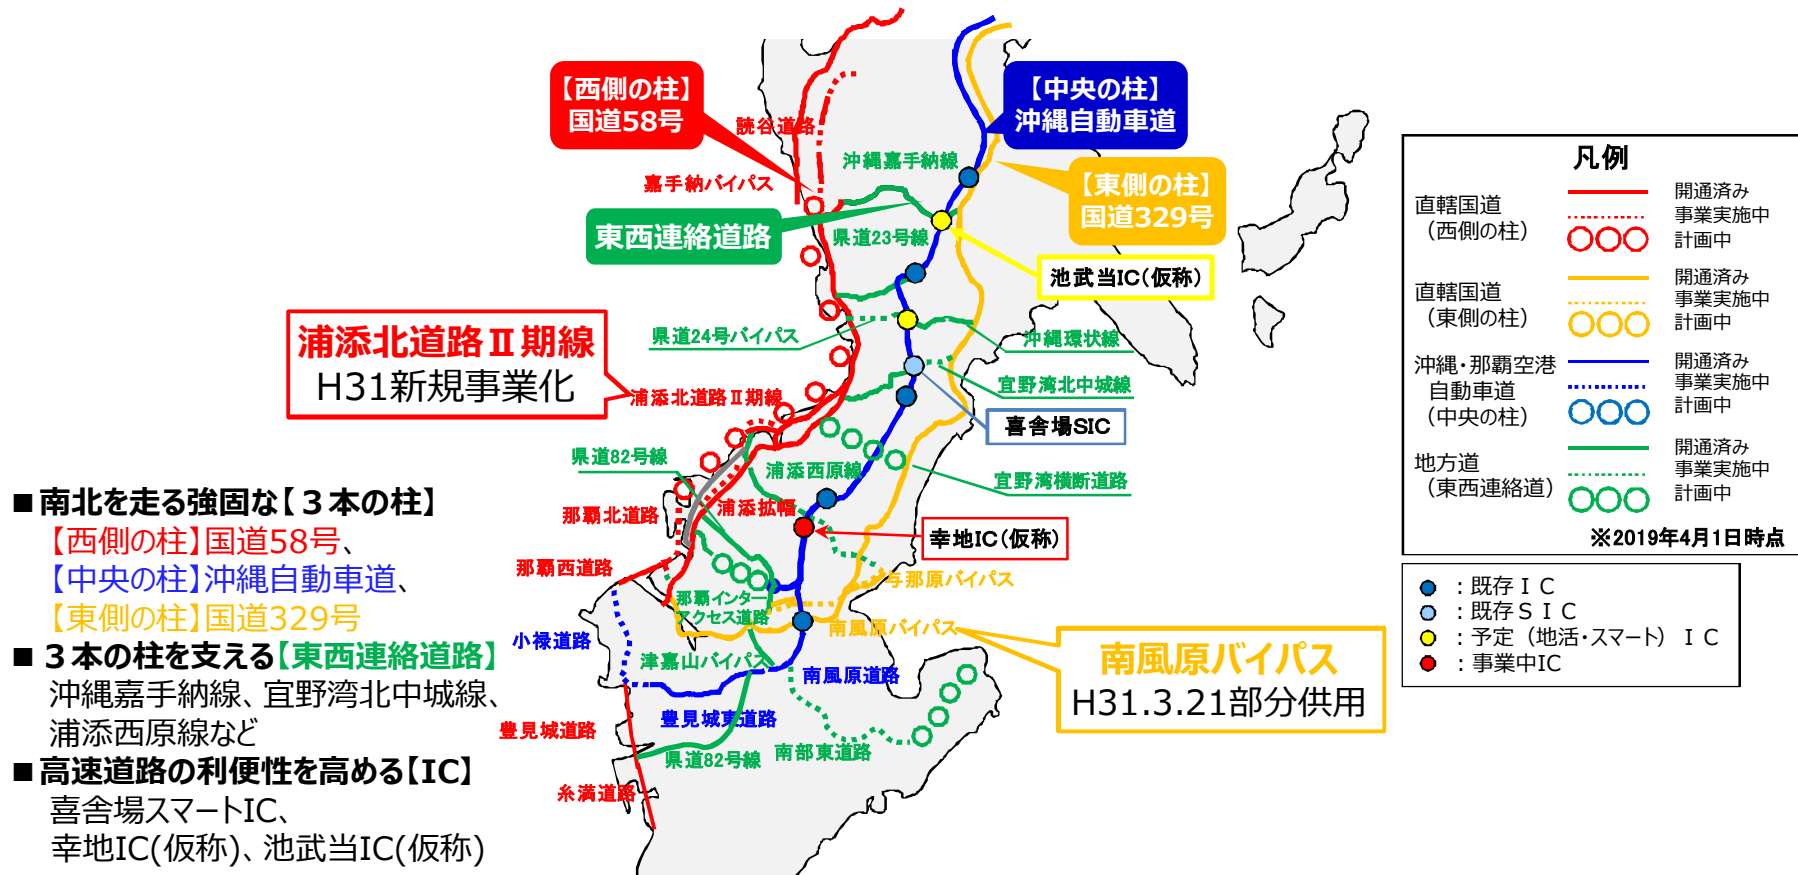 【西側の柱】
国道58号
【中央の柱】
沖縄自動車道
読谷道路
沖縄嘉手納線
嘉手納バイパス
【東側の柱】
国道329号
東西連絡道路
県道23号線
池武当IC(仮称)
浦添北道路Ⅱ期線
H31新規事業化
県道24号バイパス
沖縄環状線
浦添北道路Ⅱ期線
宜野湾北中城線
喜舎場SIC
県道82号線
浦添西原線
宜野湾横断道路
浦添拡幅
那覇北道路
幸地IC(仮称)
那覇西道路
与那原バイパス
那覇インター
アクセス道路
小禄道路
南風原バイパス
津嘉山バイパス
南風原道路
南風原バイパス
H31.3.21部分供用
豊見城道路
豊見城東道路
県道82号線
南部東道路
糸満道路
■南北を走る強固な【３本の柱】
【西側の柱】国道58号、
【中央の柱】沖縄自動車道、
【東側の柱】国道329号
■３本の柱を支える【東西連絡道路】
沖縄嘉手納線、宜野湾北中城線、
浦添西原線など
■高速道路の利便性を高める【IC】
喜舎場スマートIC、
幸地IC(仮称)、池武当IC(仮称)
凡例
直轄国道
（西側の柱）
開通済み
事業実施中
計画中
直轄国道
（東側の柱）
開通済み
事業実施中
計画中
沖縄・那覇空港
自動車道
（中央の柱）
開通済み
事業実施中
計画中
地方道
（東西連絡道）
開通済み
事業実施中
計画中
※2019年4月1日時点
：既存ＩＣ
：既存ＳＩＣ
：予定（地活・スマート）ＩＣ
：事業中IC